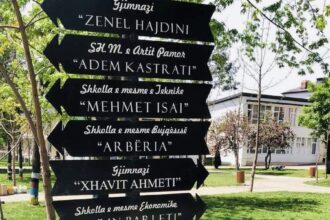 Gjimnazi
"ZENEL HAJDINI
SH.M. e Artit Pamor
"ADEM KASTRATI"
Shkolla e mesme Teknike
"MEHMET ISAI"
Shkolla e mesme Bujqësisë
"ARBËRIA"
Gjimnazi
"XHAVIT AHMETI"
Shkolla e mesme Ekonomike